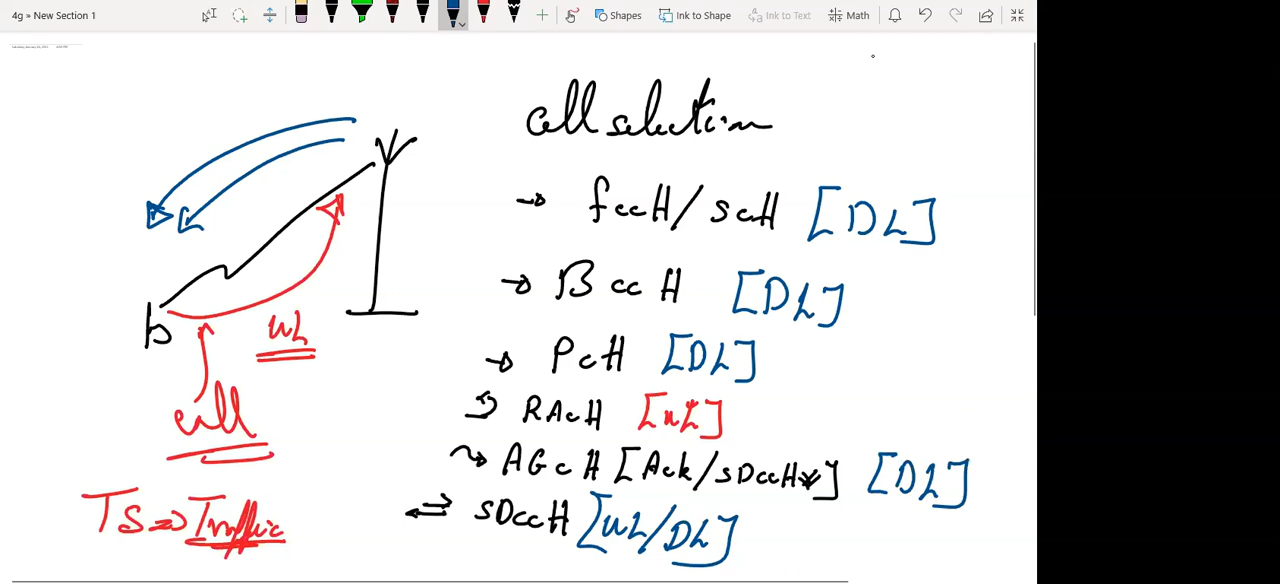 4g » New Section 1
Shapes
Ink to Shape
Ink to Text
Math
cell selection
→ fccH/scH [DL]
→ BccH [DL]
→ PcH [DL]
→ RAcH [UL]
→ AGcH [Ack/SDccH] [DL]
⇌ SDccH [UL/DL]
b
UL
call
TS ⇒ Traffic